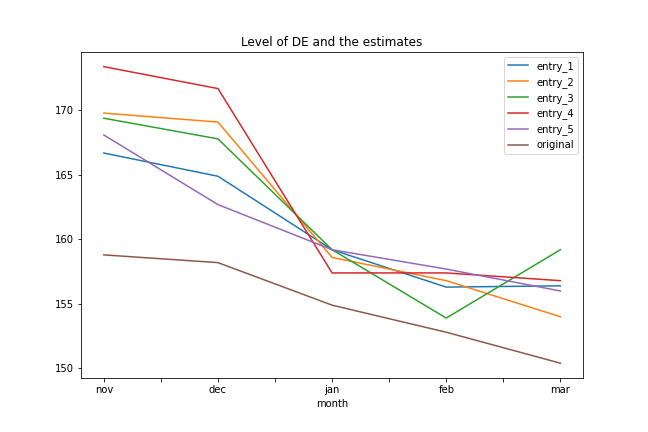 Level of DE and the estimates
entry_1
entry_2
entry_3
entry_4
entry_5
original
170
165
160
155
150
nov dec jan feb mar
month